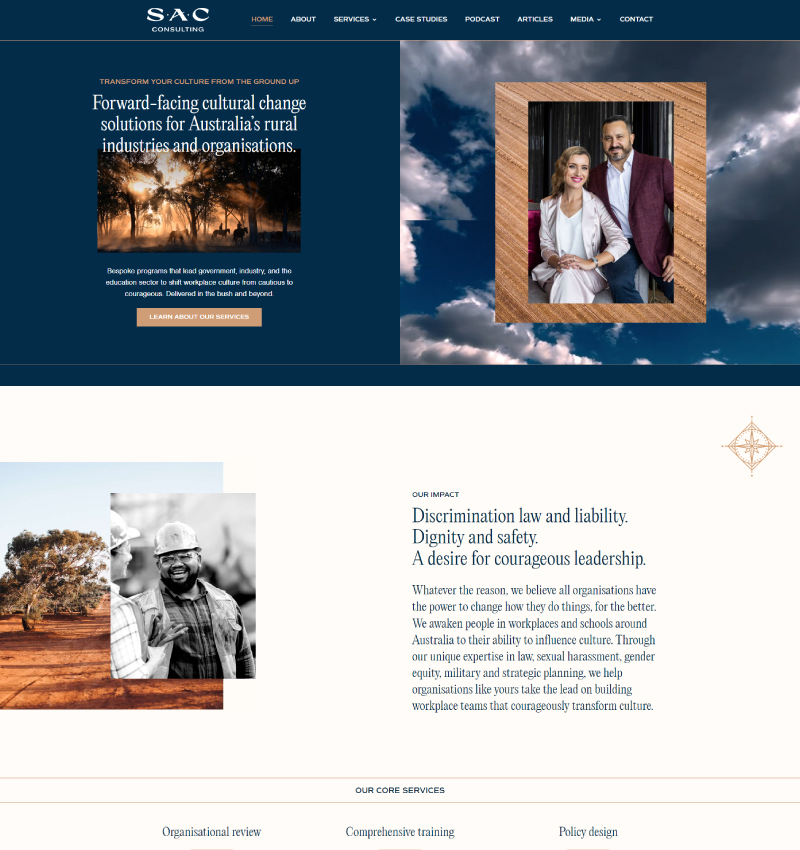 S·A·C
CONSULTING
HOME ABOUT SERVICES CASE STUDIES PODCAST ARTICLES MEDIA CONTACT
TRANSFORM YOUR CULTURE FROM THE GROUND UP
Forward-facing cultural change
solutions for Australia's rural
industries and organisations.
Bespoke programs that lead government, industry, and the
education sector to shift workplace culture from cautious to
courageous. Delivered in the bush and beyond.
LEARN ABOUT OUR SERVICES
OUR IMPACT
Discrimination law and liability.
Dignity and safety.
A desire for courageous leadership.
Whatever the reason, we believe all organisations have
the power to change how they do things, for the better.
We awaken people in workplaces and schools around
Australia to their ability to influence culture. Through
our unique expertise in law, sexual harassment, gender
equity, military and strategic planning, we help
organisations like yours take the lead on building
workplace teams that courageously transform culture.
OUR CORE SERVICES
Organisational review Comprehensive training Policy design